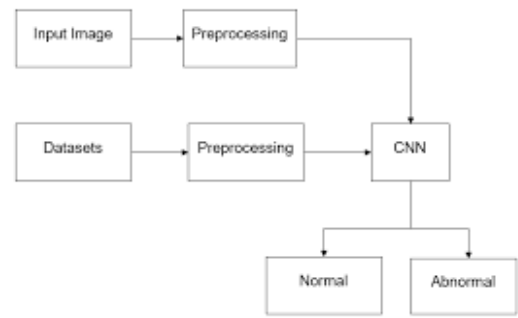 Input Image
Preprocessing
Datasets
Preprocessing
CNN
Normal
Abnormal